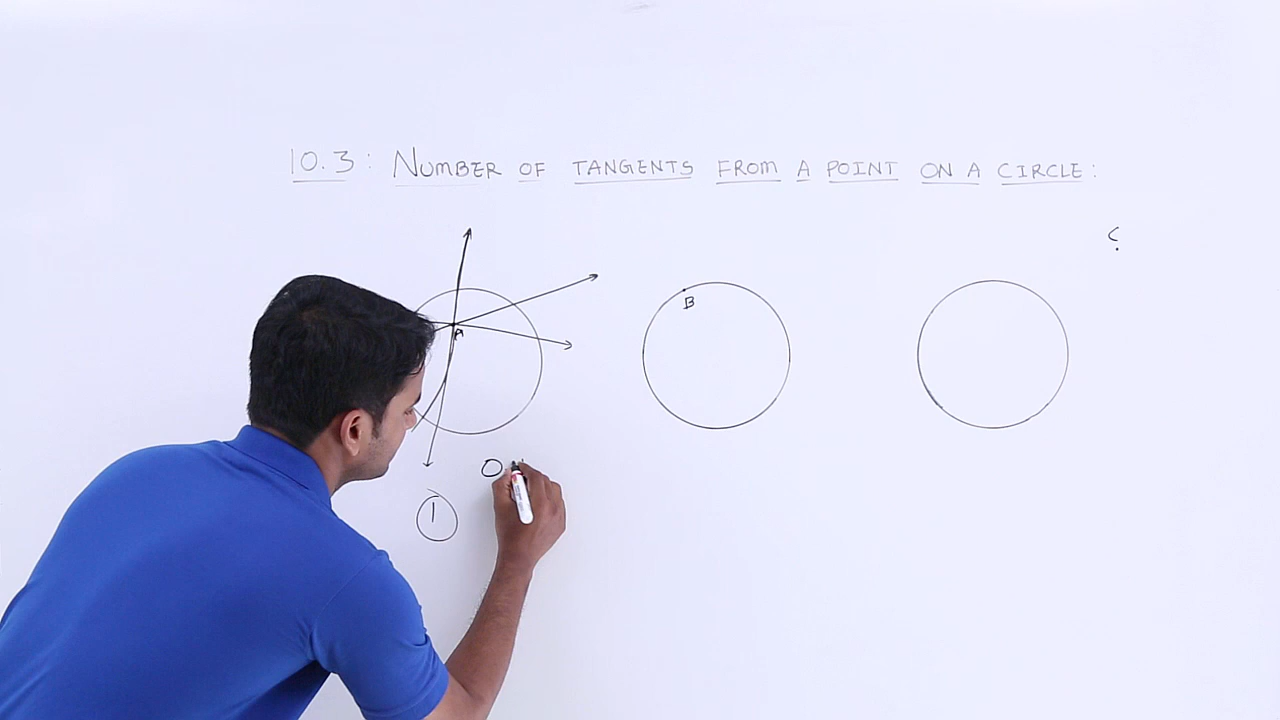 10.3: NUMBER OF TANGENTS FROM A POINT ON A CIRCLE:
C
A
B
0
1